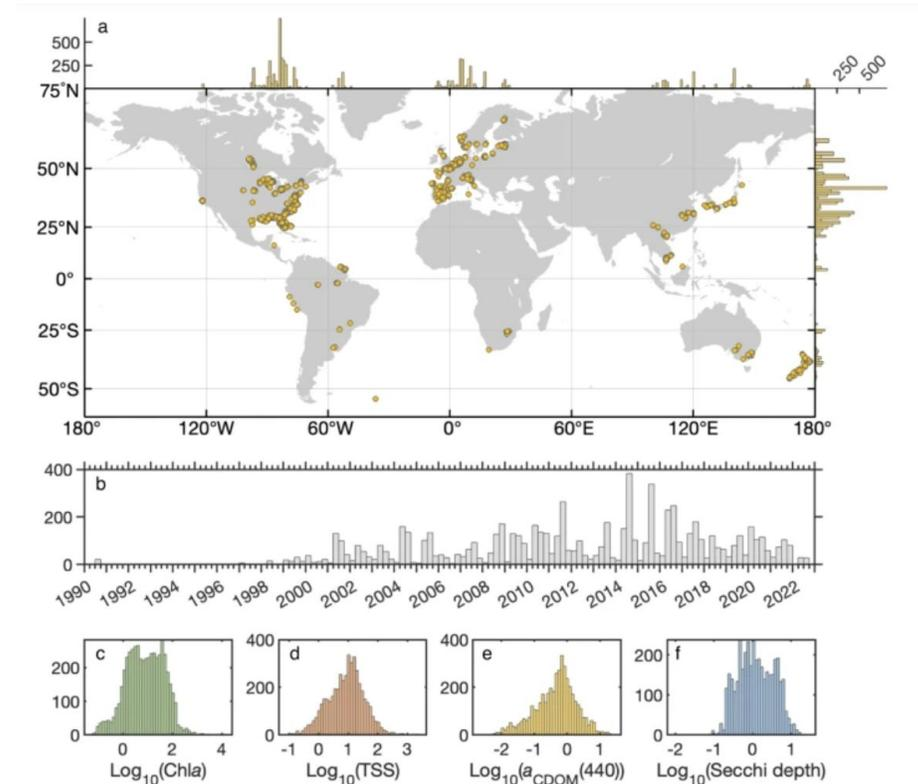 a
500
250
250 500
75°N
50°N
25°N
0°
25°S
50°S
180° 120°W 60°W 0° 60°E 120°E 180°
b
400
200
0
1990 1992 1994 1996 1998 2000 2002 2004 2006 2008 2010 2012 2014 2016 2018 2020 2022
c d e f
200 400 400 200
100 200 200 100
0 0 0 0
0 2 4 -1 0 1 2 3 -2 -1 0 1 -2 -1 0 1
Log10(Chla) Log10(TSS) Log10(aCDOM(440)) Log10(Secchi depth)